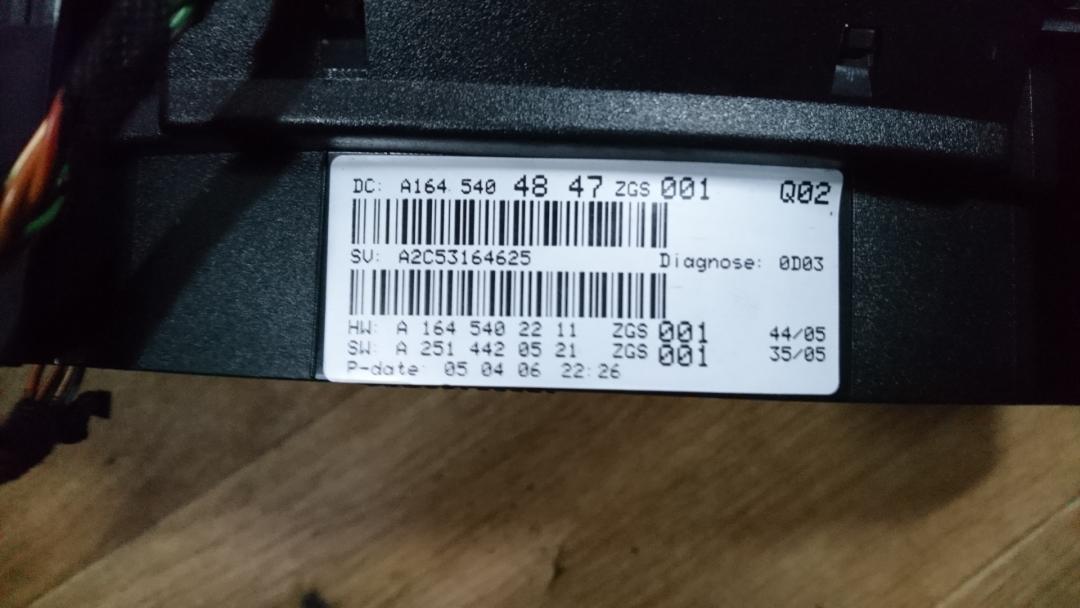 DC: A164 540 48 47 ZGS 001 Q02
SV: A2C53164625 Diagnose: 0D03
HW: A 164 540 22 11 ZGS 001 44/05
SW: A 251 442 05 21 ZGS 001 35/05
P-date: 05 04 06 22:26